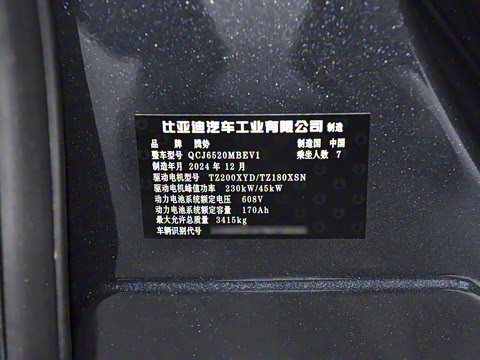 比亚迪汽车工业有限公司 制造
品 牌 腾势 制造国 中国
整车型号 QCJ6520MBEV1 乘坐人数 7
制造年月 2024 年 12 月
驱动电机型号 TZ200XYD/TZ180XSN
驱动电机峰值功率 230kW/45kW
动力电池系统额定电压 608V
动力电池系统额定容量 170Ah
最大允许总质量 3415kg
车辆识别代号